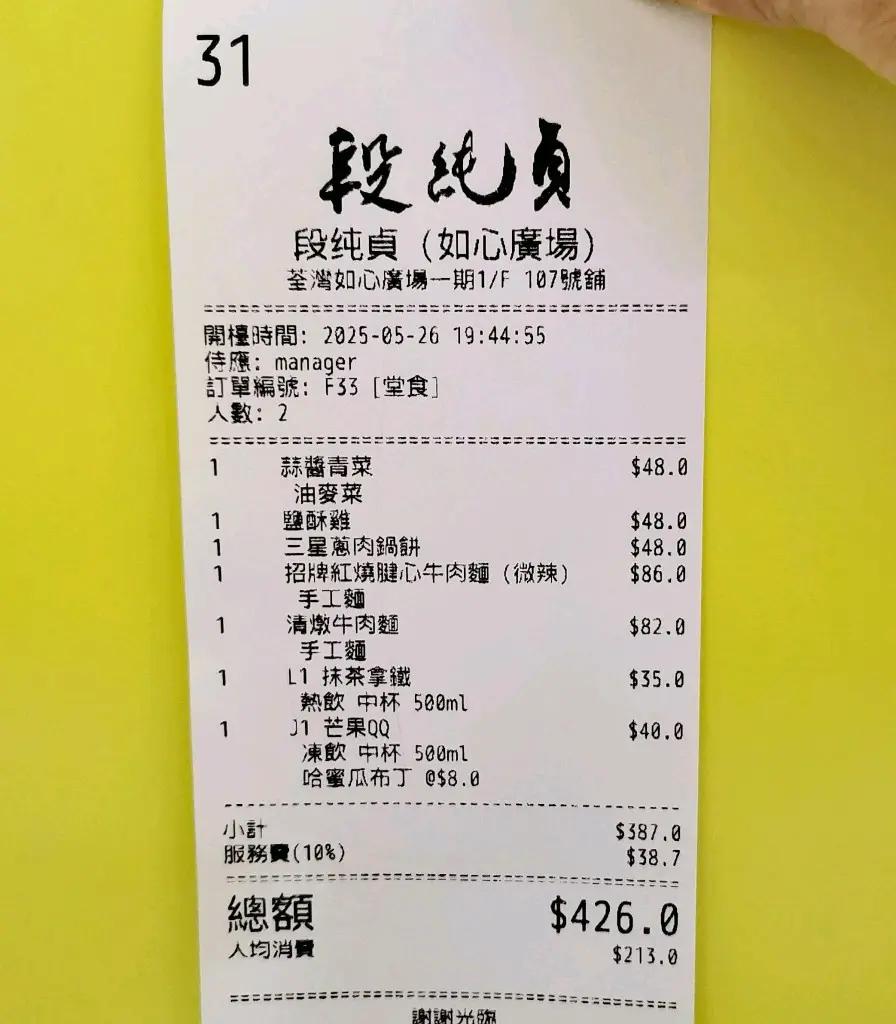 31
段純貞
段纯貞 (如心廣場)
荃灣如心廣場一期1/F 107號舖
開檯時間: 2025-05-26 19:44:55
侍應: manager
訂單編號: F33 [堂食]
人數: 2
1 蒜醬青菜 $48.0
油麥菜
1 鹽酥雞 $48.0
1 三星蔥肉鍋餅 $48.0
1 招牌紅燒腱心牛肉麵 (微辣) $86.0
手工麵
1 清燉牛肉麵 $82.0
手工麵
1 L1 抹茶拿鐵 $35.0
熱飲 中杯 500ml
1 J1 芒果QQ $40.0
凍飲 中杯 500ml
哈蜜瓜布丁 @$8.0
小計 $387.0
服務費(10%) $38.7
總額 $426.0
人均消費 $213.0
謝謝光臨